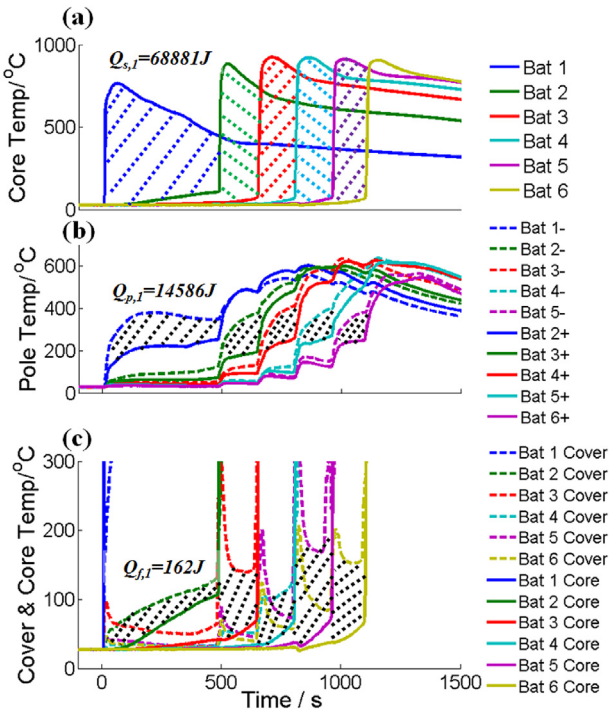 (a)
Q_{s,1}=68881J
Core Temp/°C
1000
500
0
Bat 1
Bat 2
Bat 3
Bat 4
Bat 5
Bat 6
(b)
Q_{p,1}=14586J
Pole Temp/°C
600
400
200
0
Bat 1-
Bat 2-
Bat 3-
Bat 4-
Bat 5-
Bat 2+
Bat 3+
Bat 4+
Bat 5+
Bat 6+
(c)
Q_{f,1}=162J
Cover & Core Temp/°C
300
200
100
0
0 500 1000 1500
Time / s
Bat 1 Cover
Bat 2 Cover
Bat 3 Cover
Bat 4 Cover
Bat 5 Cover
Bat 6 Cover
Bat 1 Core
Bat 2 Core
Bat 3 Core
Bat 4 Core
Bat 5 Core
Bat 6 Core